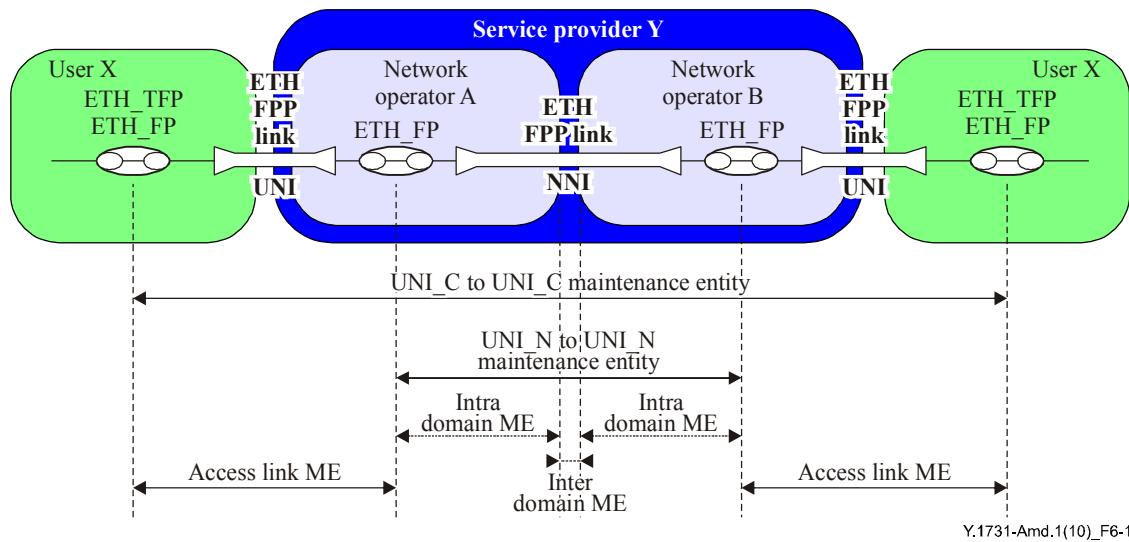 Service provider Y
User X
ETH_TFP
ETH_FP
ETH
FPP
link
UNI
Network
operator A
ETH_FP
ETH
FPP link
NNI
Network
operator B
ETH_FP
ETH
FPP
link
UNI
User X
ETH_TFP
ETH_FP
UNI_C to UNI_C maintenance entity
UNI_N to UNI_N
maintenance entity
Intra
domain ME
Intra
domain ME
Access link ME
Inter
domain ME
Access link ME
Y.1731-Amd.1(10)_F6-1